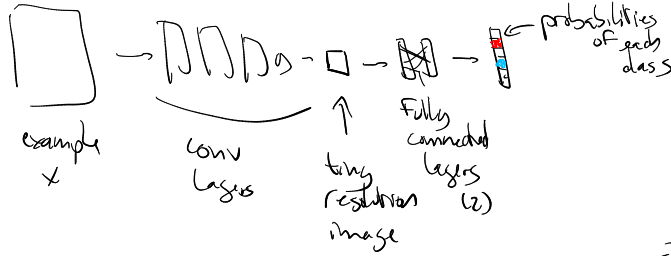 example
x
conv
layers
tiny
resolution
image
Fully
connected
layers
(2)
probabilities
of each
class